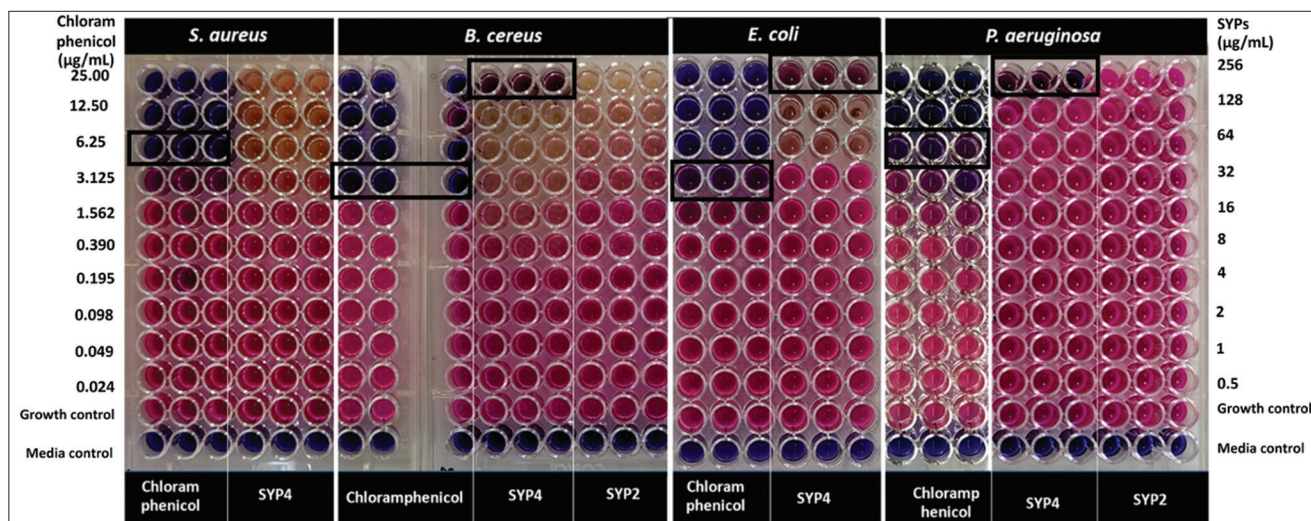 Chloram
phenicol
(µg/mL)
S. aureus
B. cereus
E. coli
P. aeruginosa
SYPs
(µg/mL)
25.00
256
12.50
128
6.25
64
3.125
32
1.562
16
0.390
8
0.195
4
0.098
2
0.049
1
0.024
0.5
Growth control
Growth control
Media control
Media control
Chloram
phenicol
SYP4
Chloramphenicol
SYP4
SYP2
Chloram
phenicol
SYP4
Chloramp
henicol
SYP4
SYP2